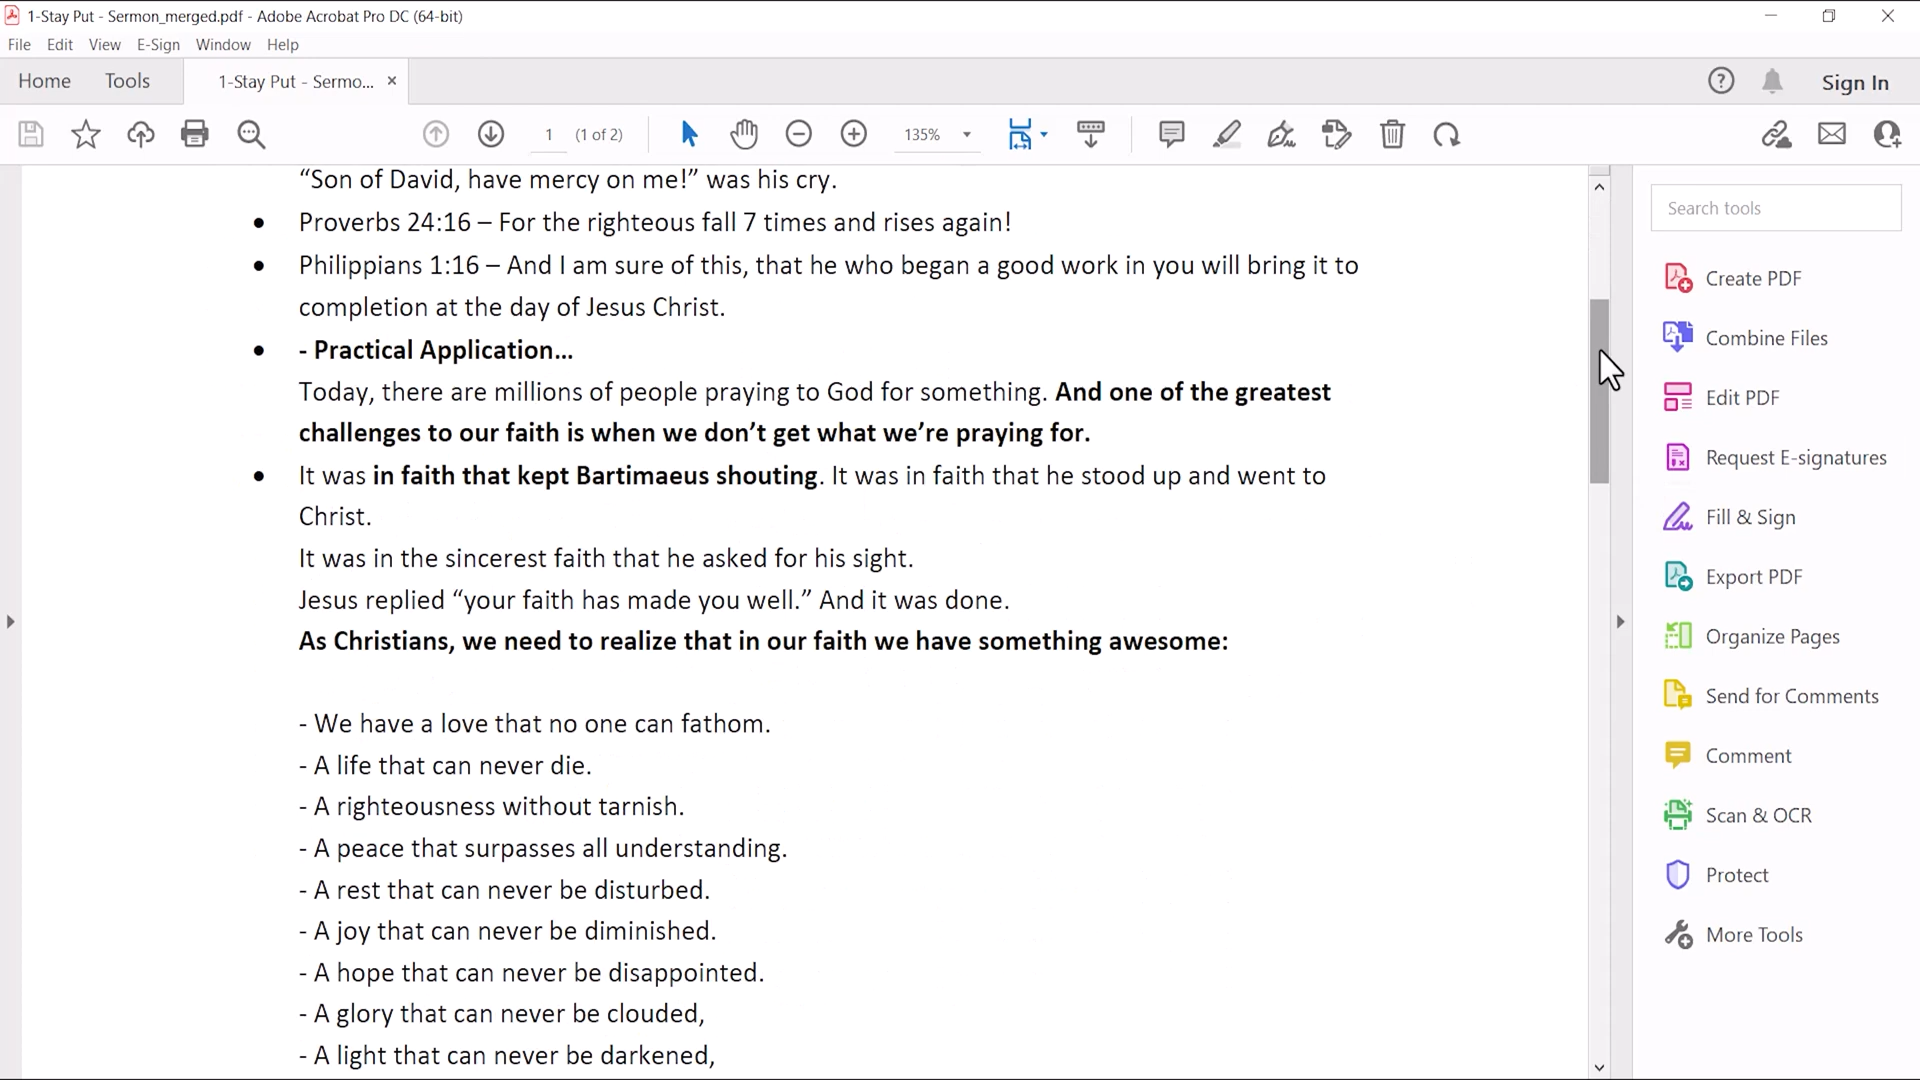 1-Stay Put - Sermon_merged.pdf - Adobe Acrobat Pro DC (64-bit)
File Edit View E-Sign Window Help
Home Tools 1-Stay Put - Sermo... × Sign In
1 (1 of 2) 135%
“Son of David, have mercy on me!” was his cry.
• Proverbs 24:16 – For the righteous fall 7 times and rises again!
• Philippians 1:16 – And I am sure of this, that he who began a good work in you will bring it to
completion at the day of Jesus Christ.
• - Practical Application...
Today, there are millions of people praying to God for something. And one of the greatest
challenges to our faith is when we don’t get what we’re praying for.
• It was in faith that kept Bartimaeus shouting. It was in faith that he stood up and went to
Christ.
It was in the sincerest faith that he asked for his sight.
Jesus replied “your faith has made you well.” And it was done.
As Christians, we need to realize that in our faith we have something awesome:
- We have a love that no one can fathom.
- A life that can never die.
- A righteousness without tarnish.
- A peace that surpasses all understanding.
- A rest that can never be disturbed.
- A joy that can never be diminished.
- A hope that can never be disappointed.
- A glory that can never be clouded,
- A light that can never be darkened,
Search tools
Create PDF
Combine Files
Edit PDF
Request E-signatures
Fill & Sign
Export PDF
Organize Pages
Send for Comments
Comment
Scan & OCR
Protect
More Tools